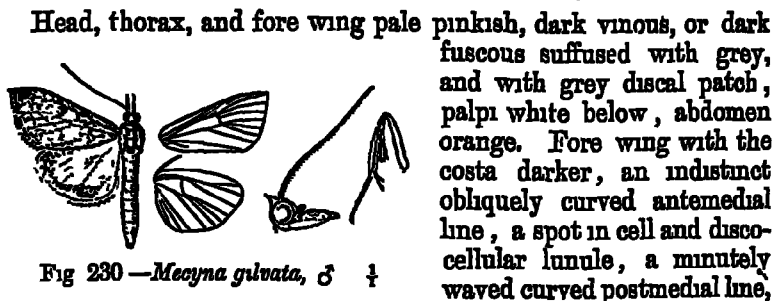 Head, thorax, and fore wing pale pinkish, dark vinous, or dark
fuscous suffused with grey,
and with grey discal patch,
palpi white below, abdomen
orange. Fore wing with the
costa darker, an indistinct
obliquely curved antemedial
line, a spot in cell and disco-
cellular lunule, a minutely
waved curved postmedial line,
Fig 230 —Mecyna gilvata, ♂ 1/1